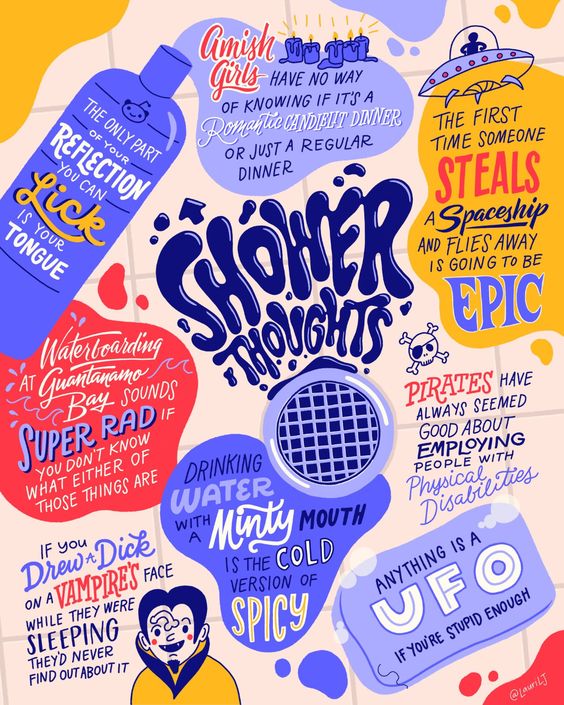 Amish
Girls
HAVE NO WAY
OF KNOWING IF IT'S A
Romantic CANDLELIT DINNER
OR JUST A REGULAR
DINNER
THE ONLY PART
OF YOUR
REFLECTION
YOU CAN
Lick
IS YOUR
TONGUE
THE FIRST
TIME SOMEONE
STEALS
A Spaceship
AND FLIES AWAY
IS GOING TO BE
EPIC
SHOWER
THOUGHTS
Waterboarding
AT Guantanamo
Bay SOUNDS
SUPER RAD IF
YOU DON'T KNOW
WHAT EITHER OF
THOSE THINGS ARE
PIRATES HAVE
ALWAYS SEEMED
GOOD ABOUT
EMPLOYING
PEOPLE WITH
Physical
Disabilities
DRINKING
WATER
WITH A Minty MOUTH
IS THE COLD
VERSION OF
SPICY
IF YOU
Drew A Dick
ON A VAMPIRE'S FACE
WHILE THEY WERE
SLEEPING
THEY'D NEVER
FIND OUT ABOUT IT
ANYTHING IS A
UFO
IF YOU'RE STUPID ENOUGH
@LauriLJ